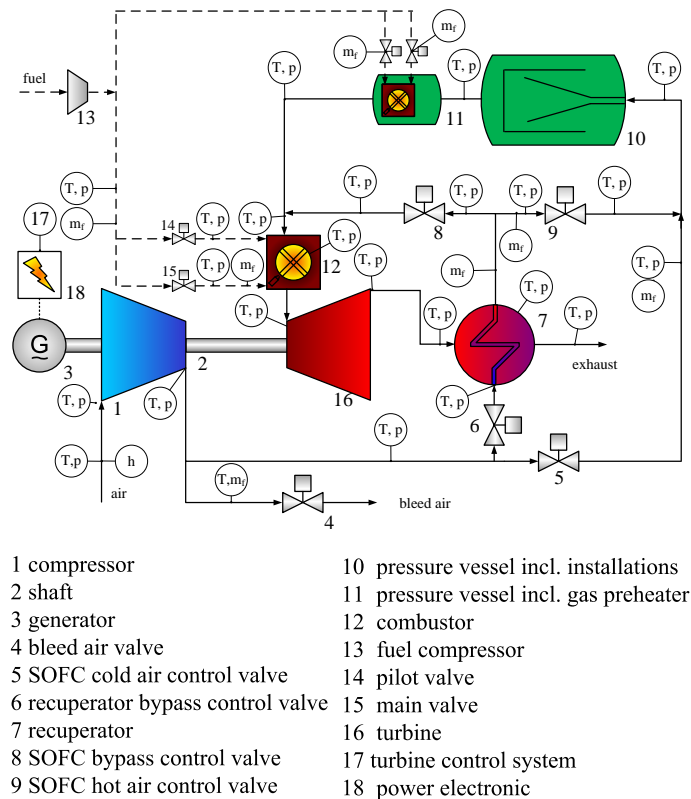 m_f
m_f
T, p
T, p
T, p
fuel
13
11
10
T, p
17
m_f
14
T, p
T, p
T, p
8
T, p
T, p
9
T, p
m_f
T, p
15
T, p
m_f
12
T, p
m_f
T, p
m_f
18
G
~
3
2
T, p
16
T, p
T, p
7
T, p
exhaust
T, p
1
T, p
T, p
6
T, p
T,p
h
air
T,m_f
4
bleed air
5
1 compressor
2 shaft
3 generator
4 bleed air valve
5 SOFC cold air control valve
6 recuperator bypass control valve
7 recuperator
8 SOFC bypass control valve
9 SOFC hot air control valve
10 pressure vessel incl. installations
11 pressure vessel incl. gas preheater
12 combustor
13 fuel compressor
14 pilot valve
15 main valve
16 turbine
17 turbine control system
18 power electronic